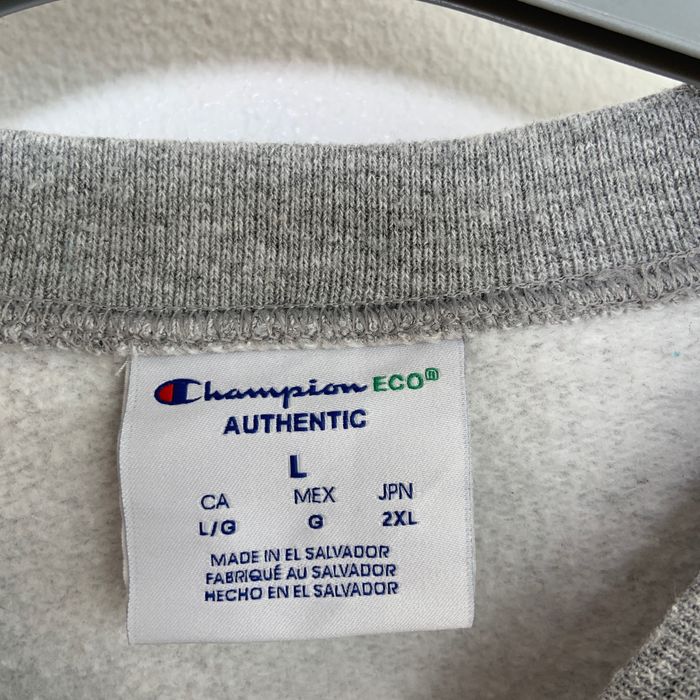 Champion ECO®
AUTHENTIC
L
CA MEX JPN
L/G G 2XL
MADE IN EL SALVADOR
FABRIQUÉ AU SALVADOR
HECHO EN EL SALVADOR